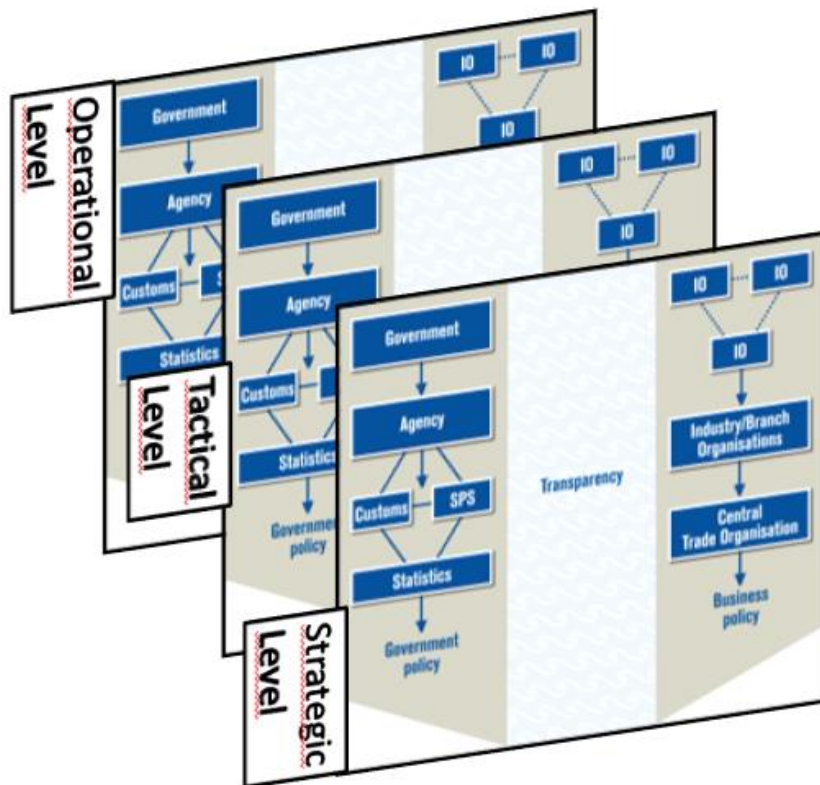 Operational
Level
Government
Agency
Customs
Statistics
IO
IO
IO
Tactical
Level
Government
Agency
Customs
Statistics
Government
policy
IO
IO
IO
Strategic
Level
Government
Agency
Customs
SPS
Statistics
Government
policy
Transparency
IO
IO
IO
Industry/Branch
Organisations
Central
Trade Organisation
Business
policy